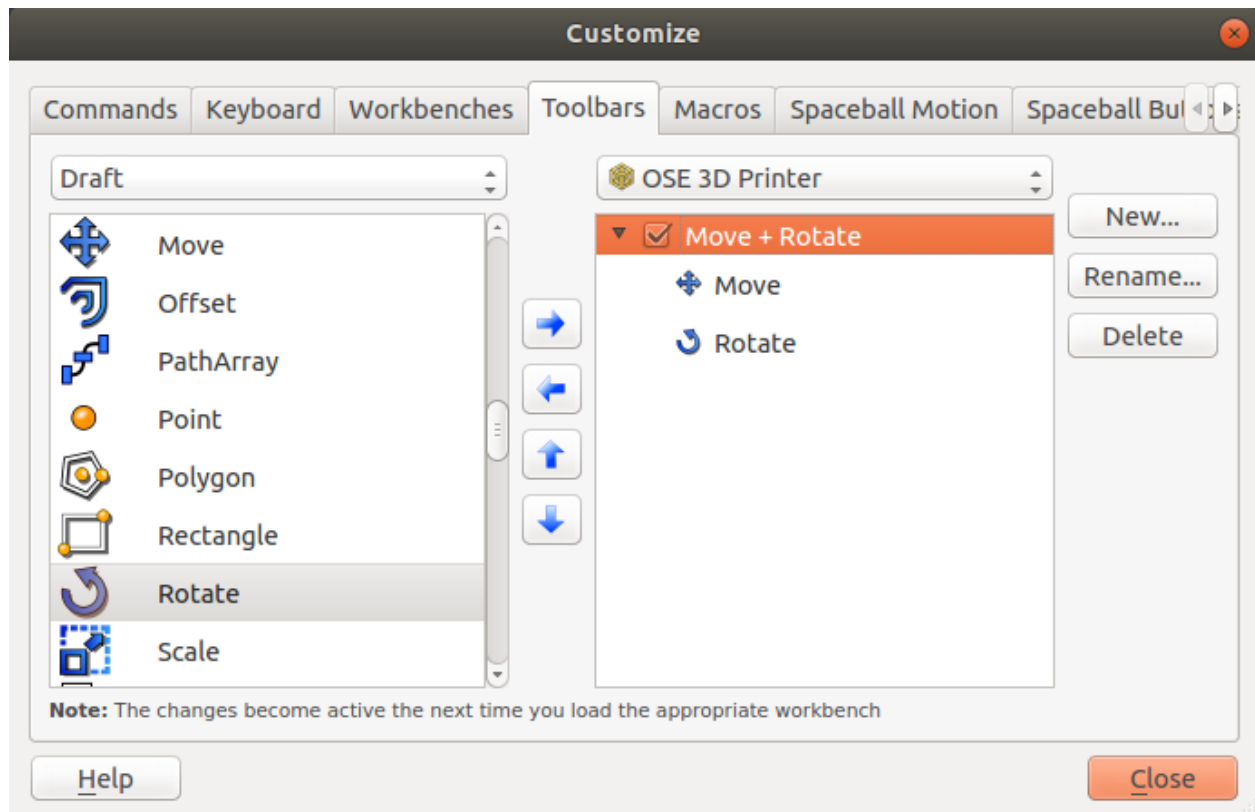 Customize
Commands Keyboard Workbenches Toolbars Macros Spaceball Motion Spaceball
Draft
OSE 3D Printer
Move
Offset
PathArray
Point
Polygon
Rectangle
Rotate
Scale
Move + Rotate
Move
Rotate
New...
Rename...
Delete
Note: The changes become active the next time you load the appropriate workbench
Help
Close